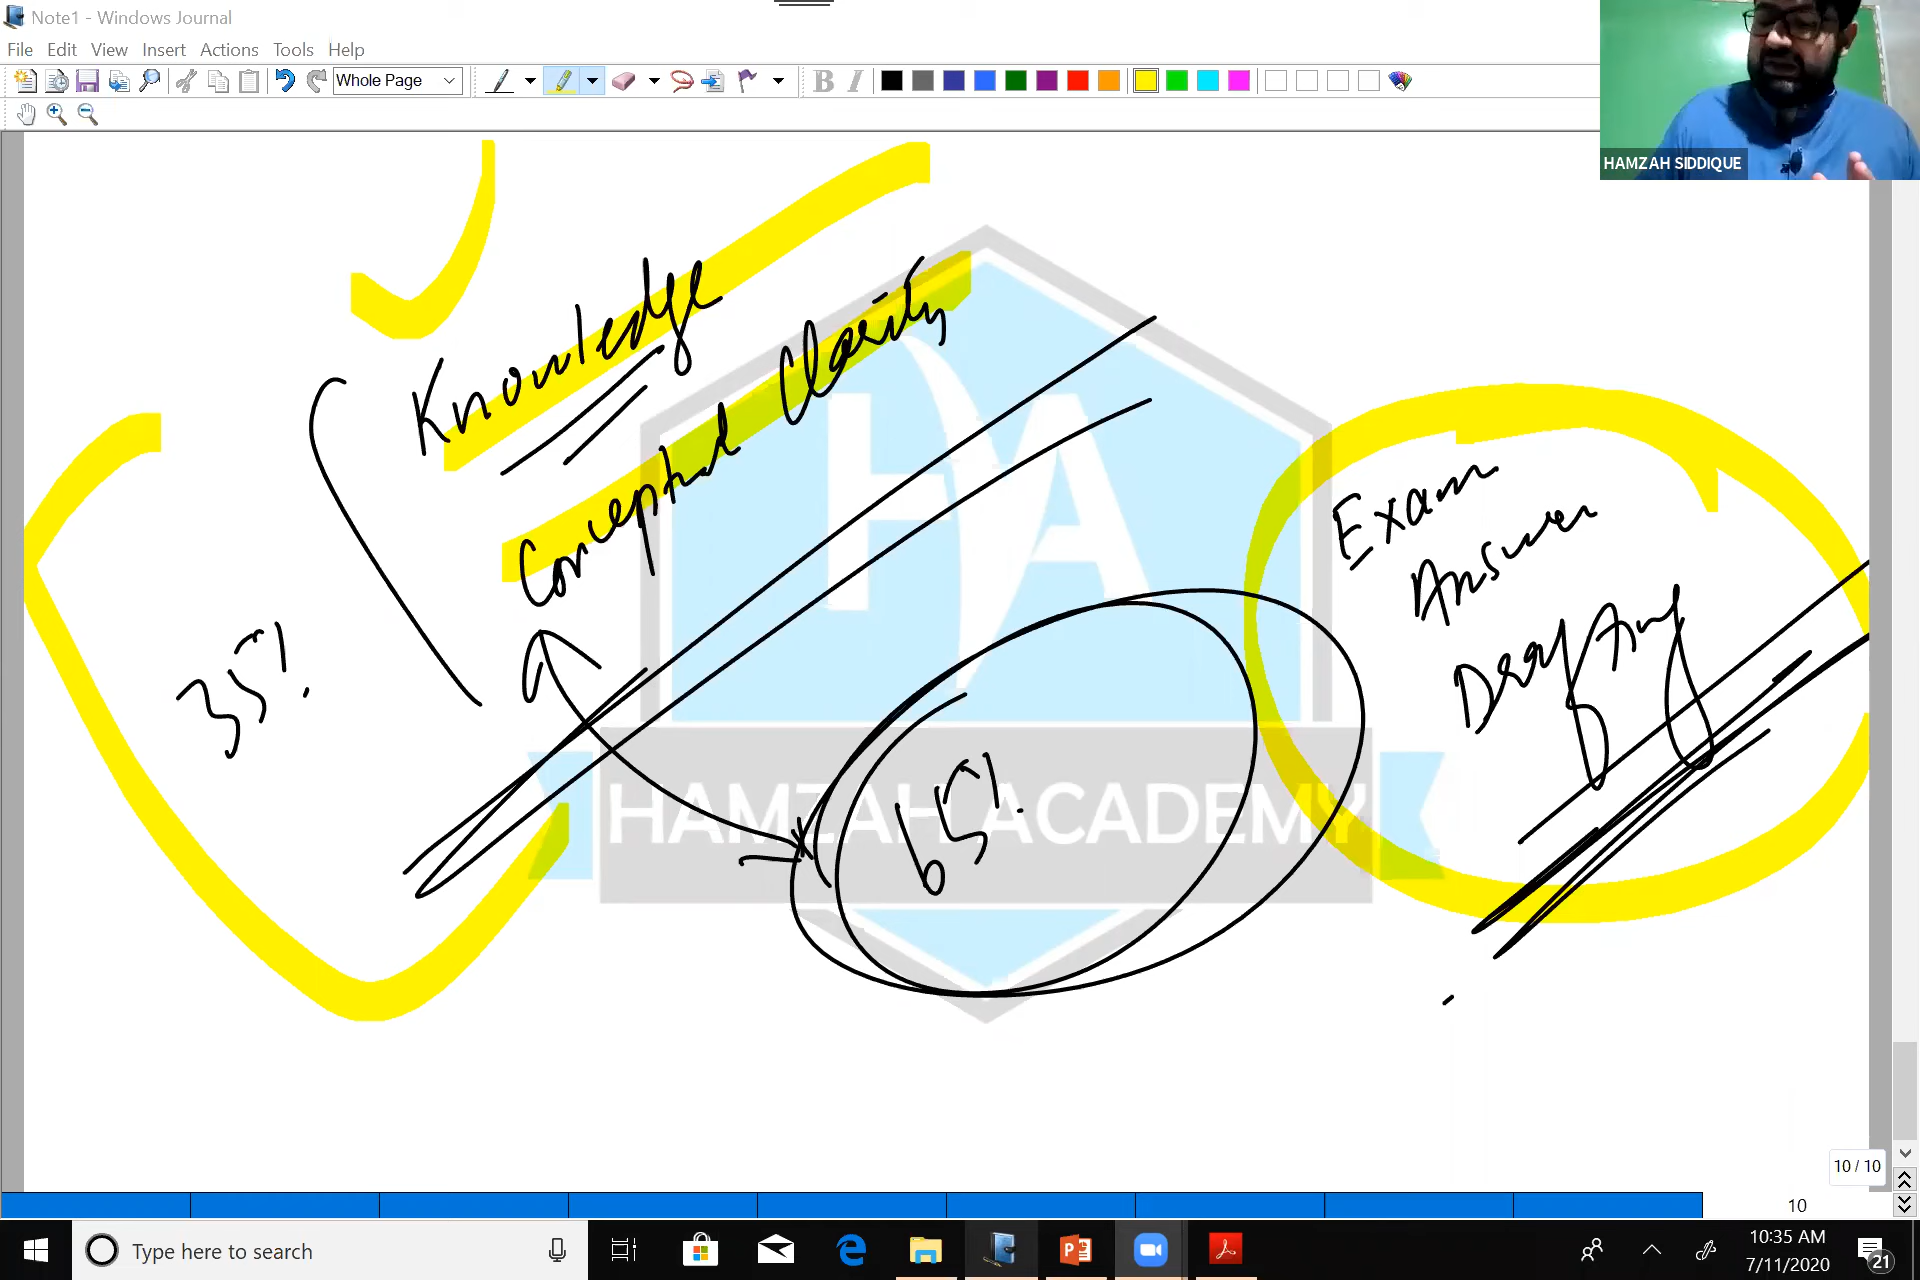 Note1 - Windows Journal
File Edit View Insert Actions Tools Help
Whole Page
B I
HAMZAH SIDDIQUE
Knowledge
Conceptual Clarity
35%
65%
Exam
Answer
Drafting
HA
HAMZAH ACADEMY
10 / 10
10
Type here to search
10:35 AM
7/11/2020
21